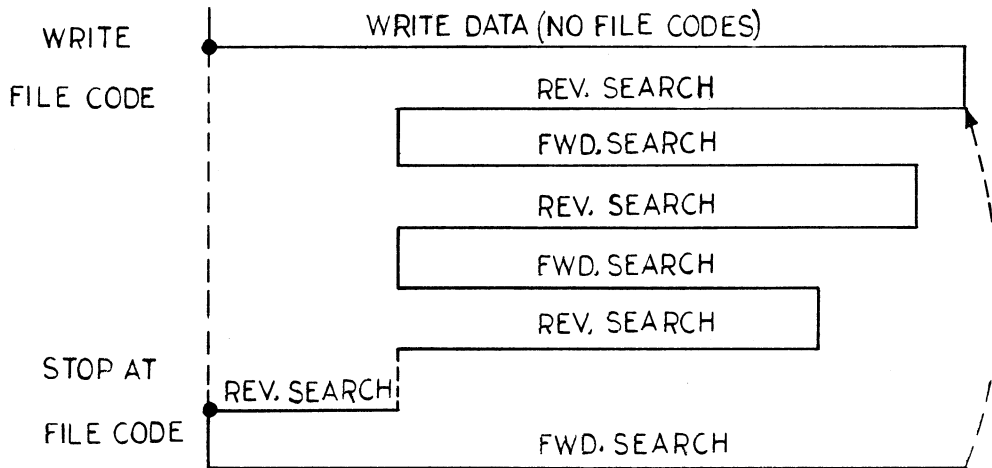 WRITE
FILE CODE
WRITE DATA (NO FILE CODES)
REV. SEARCH
FWD. SEARCH
REV. SEARCH
FWD. SEARCH
REV. SEARCH
STOP AT
FILE CODE
REV. SEARCH
FWD. SEARCH